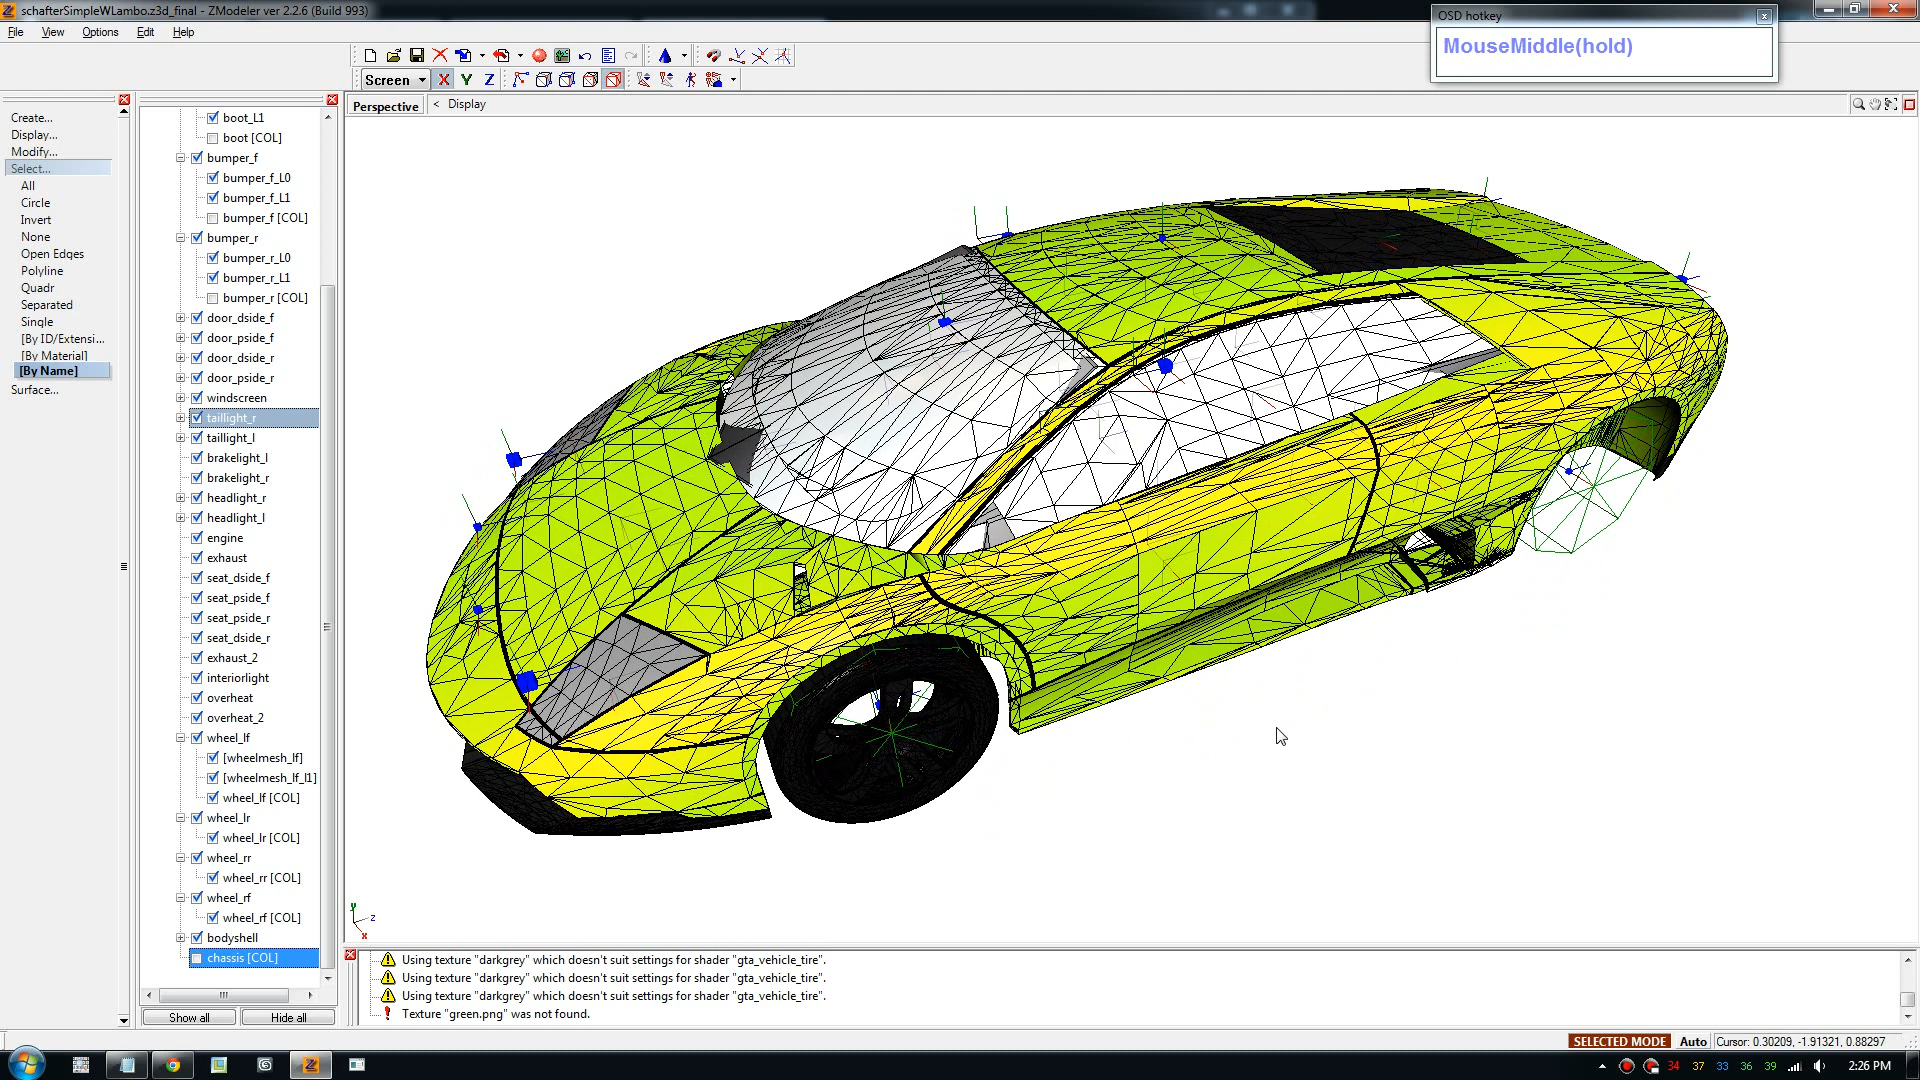 schafterSimpleWLambo.z3d_final - ZModeler ver 2.2.6 (Build 993)
OSD hotkey
MouseMiddle(hold)
File View Options Edit Help
Screen X Y Z
Perspective < Display
Create...
Display...
Modify...
Select...
All
Circle
Invert
None
Open Edges
Polyline
Quadr
Separated
Single
[By ID/Extensi...
[By Material]
[By Name]
Surface...
boot_L1
boot [COL]
bumper_f
bumper_f_L0
bumper_f_L1
bumper_f [COL]
bumper_r
bumper_r_L0
bumper_r_L1
bumper_r [COL]
door_dside_f
door_pside_f
door_dside_r
door_pside_r
windscreen
taillight_r
taillight_l
brakelight_l
brakelight_r
headlight_r
headlight_l
engine
exhaust
seat_dside_f
seat_pside_f
seat_pside_r
seat_dside_r
exhaust_2
interiorlight
overheat
overheat_2
wheel_lf
[wheelmesh_lf]
[wheelmesh_lf_l1]
wheel_lf [COL]
wheel_lr
wheel_lr [COL]
wheel_rr
wheel_rr [COL]
wheel_rf
wheel_rf [COL]
bodyshell
chassis [COL]
Show all Hide all
y
z
x
Using texture "darkgrey" which doesn't suit settings for shader "gta_vehicle_tire".
Using texture "darkgrey" which doesn't suit settings for shader "gta_vehicle_tire".
Using texture "darkgrey" which doesn't suit settings for shader "gta_vehicle_tire".
Texture "green.png" was not found.
SELECTED MODE Auto Cursor: 0.30209, -1.91321, 0.88297
34 37 33 36 39 2:26 PM